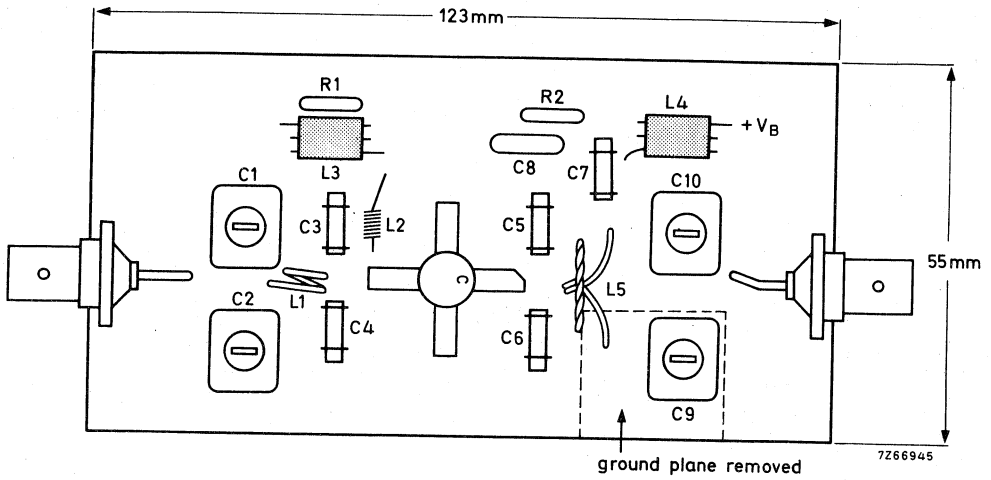 123mm
R1
R2
L4
+VB
C8
C7
L3
C1
C10
C3
L2
C5
C
55mm
L1
L5
C2
C4
C6
C9
7Z66945
ground plane removed